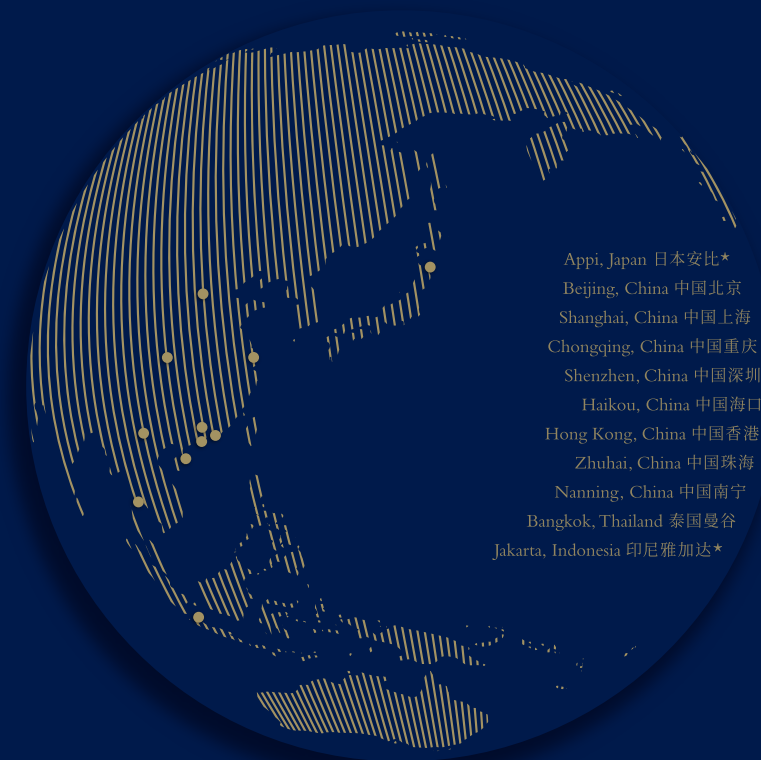 Appi, Japan 日本安比★
Beijing, China 中国北京
Shanghai, China 中国上海
Chongqing, China 中国重庆
Shenzhen, China 中国深圳
Haikou, China 中国海口
Hong Kong, China 中国香港
Zhuhai, China 中国珠海
Nanning, China 中国南宁
Bangkok, Thailand 泰国曼谷
Jakarta, Indonesia 印尼雅加达★